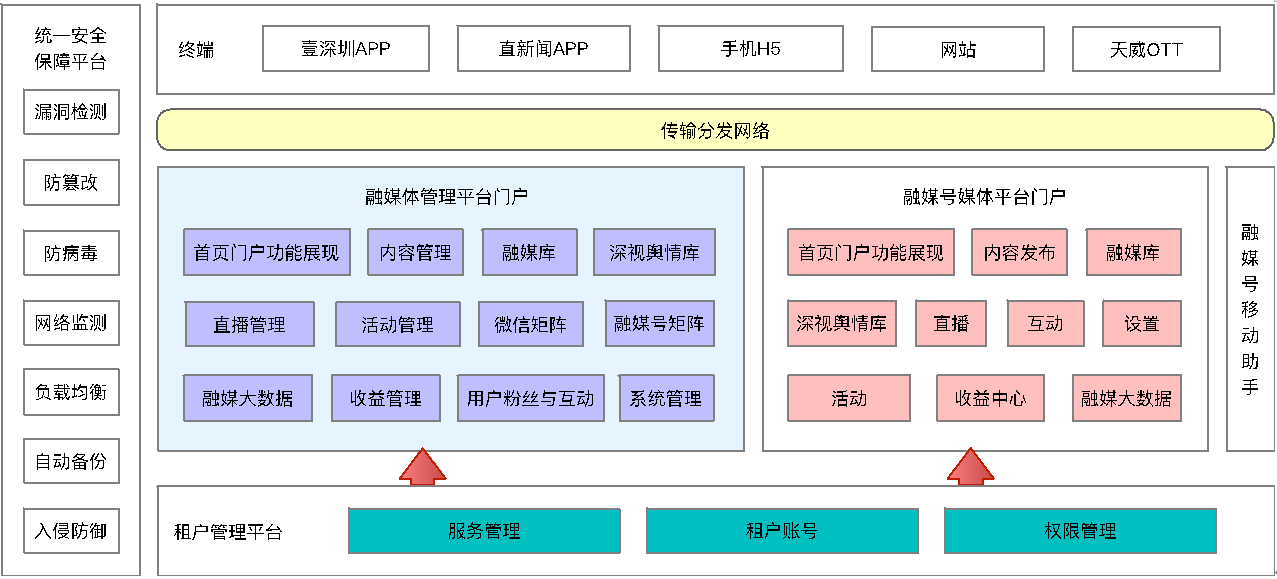 统一安全
保障平台
漏洞检测
防篡改
防病毒
网络监测
负载均衡
自动备份
入侵防御
终端
壹深圳APP
直新闻APP
手机H5
网站
天威OTT
传输分发网络
融媒体管理平台门户
首页门户功能展现
内容管理
融媒库
深视舆情库
直播管理
活动管理
微信矩阵
融媒号矩阵
融媒大数据
收益管理
用户粉丝与互动
系统管理
融媒号媒体平台门户
首页门户功能展现
内容发布
融媒库
深视舆情库
直播
互动
设置
活动
收益中心
融媒大数据
融媒号移动助手
租户管理平台
服务管理
租户账号
权限管理